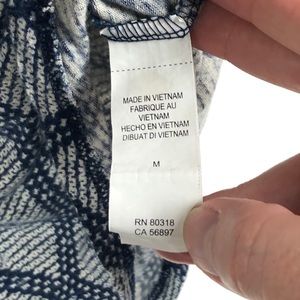 MADE IN VIETNAM
FABRIQUE AU
VIETNAM
HECHO EN VIETNAM
DIBUAT DI VIETNAM
M
RN 80318
CA 56897